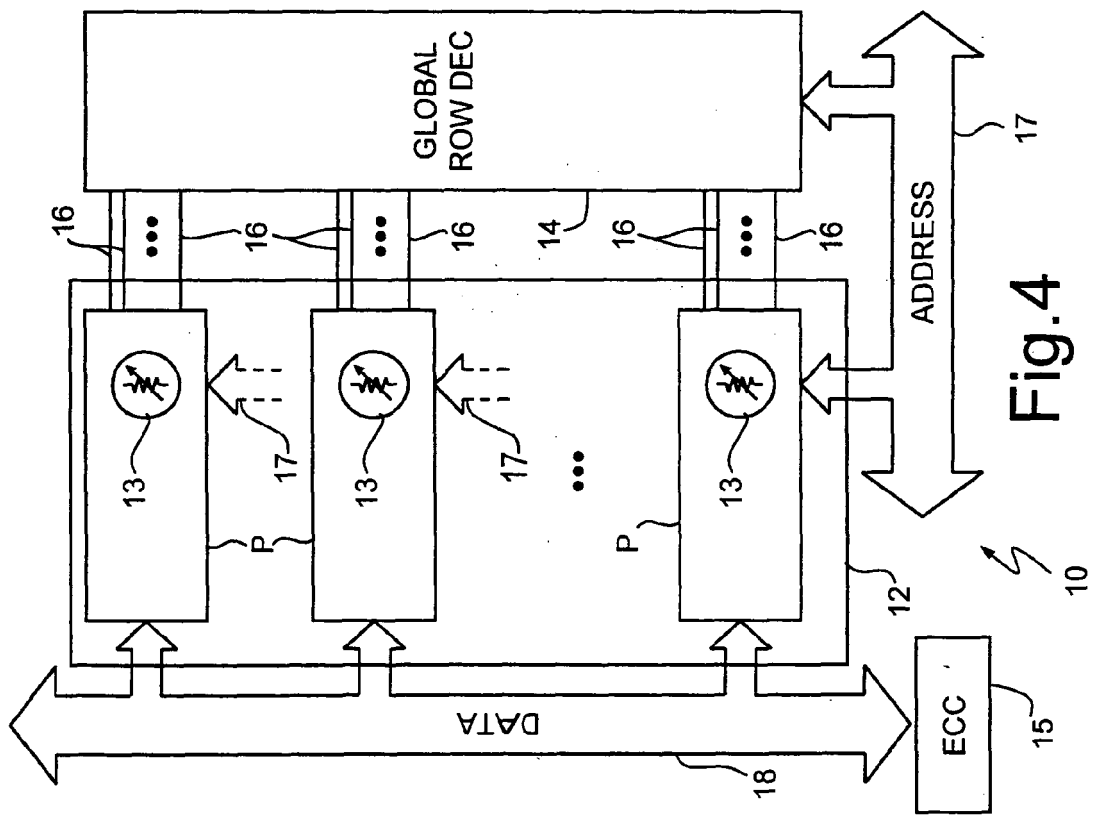 16
13
16
16
P
17
13
GLOBAL
ROW DEC
16
DATA
17
14
16
P
13
18
16
12
ADDRESS
ECC
17
15
10
Fig.4